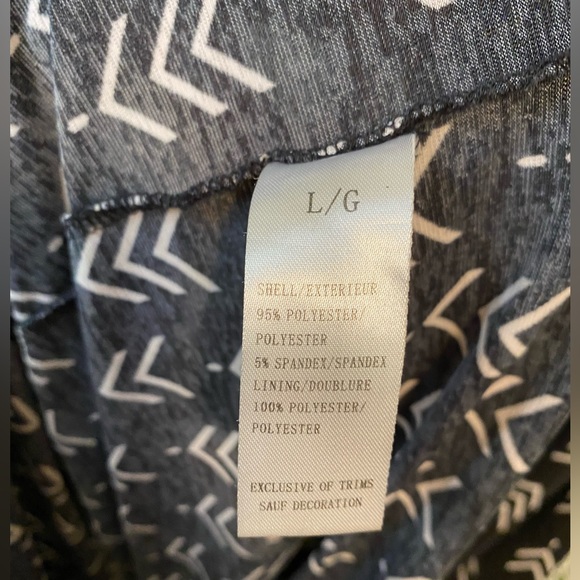 L/G
SHELL/EXTERIEUR
95% POLYESTER/
POLYESTER
5% SPANDEX/SPANDEX
LINING/DOUBLURE
100% POLYESTER/
POLYESTER
EXCLUSIVE OF TRIMS
SAUF DECORATION